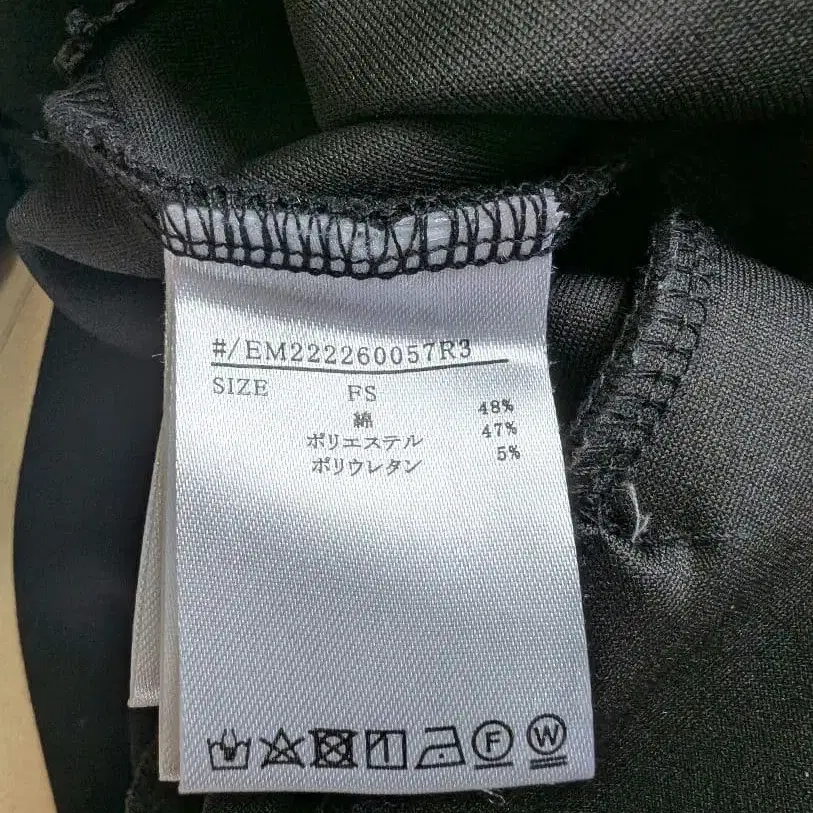 #/EM222260057R3
SIZE FS
綿 48%
ポリエステル 47%
ポリウレタン 5%
F W